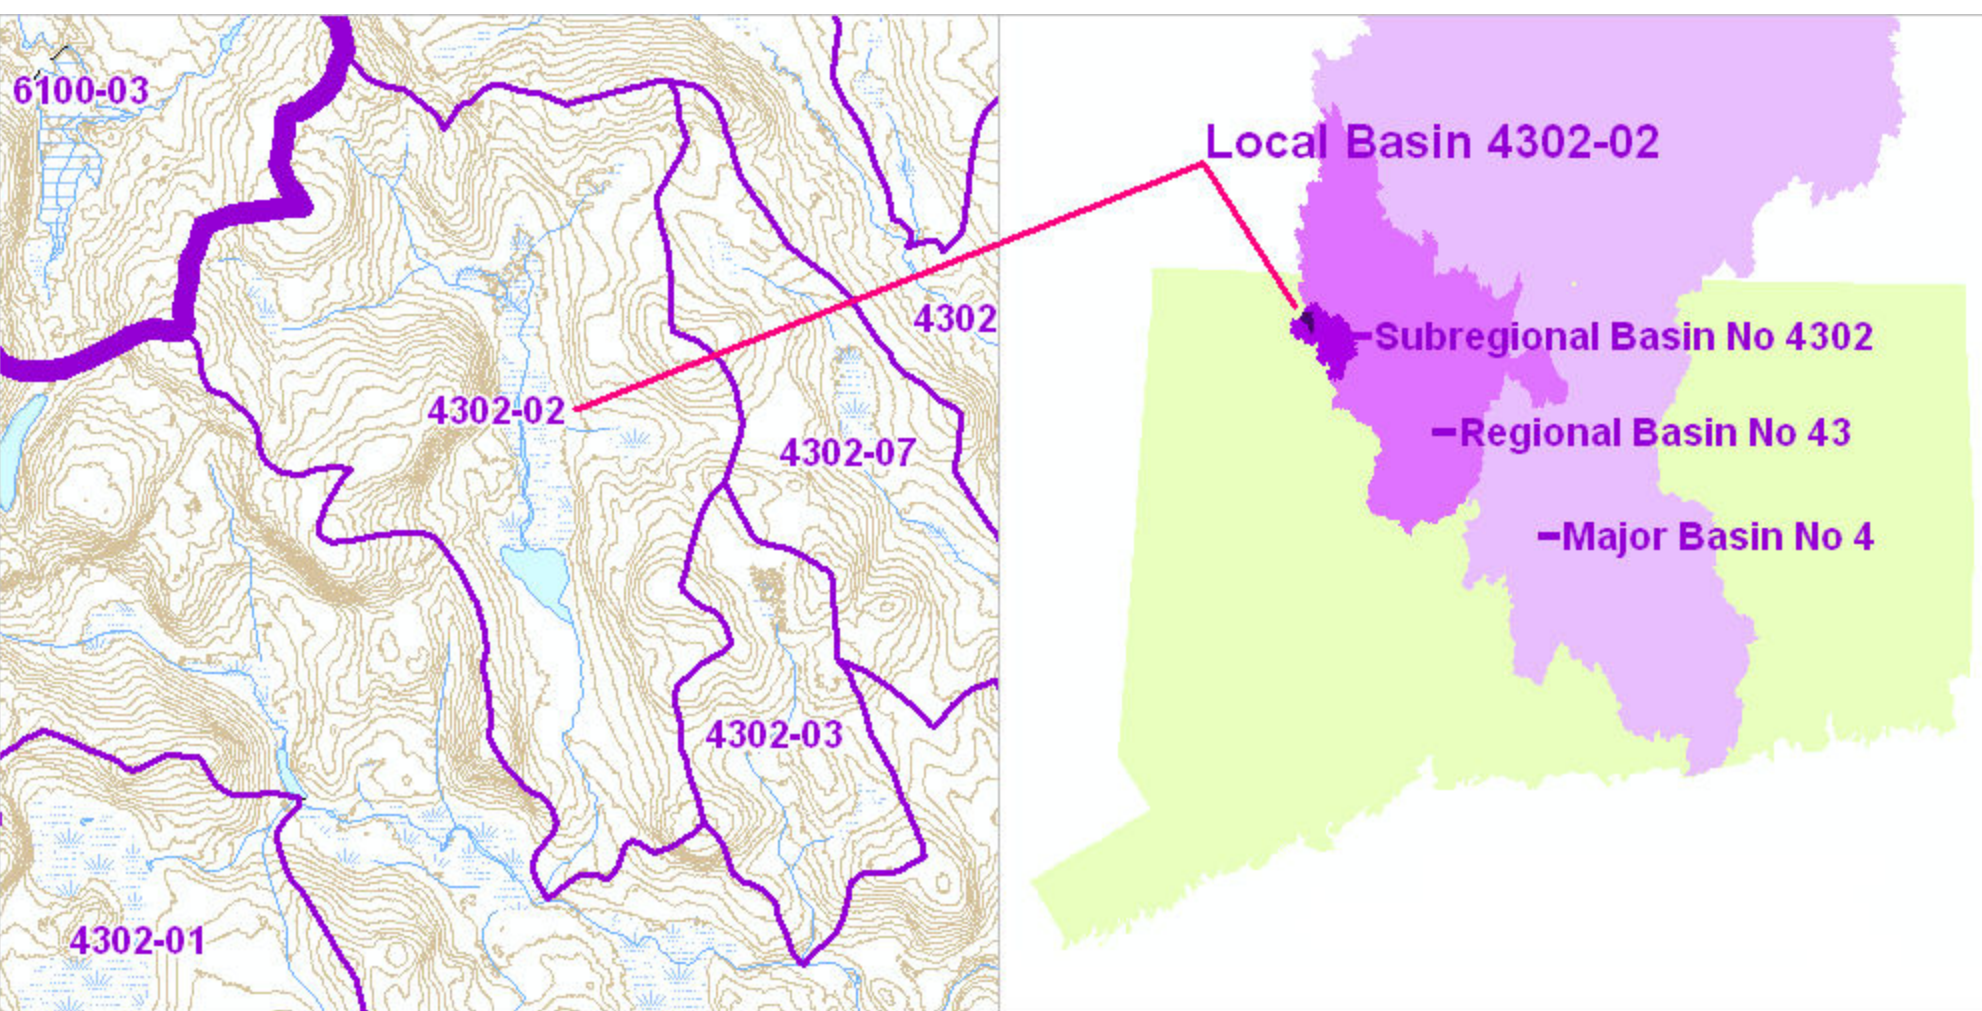 6100-03
4302
4302-02
4302-07
4302-03
4302-01
Local Basin 4302-02
Subregional Basin No 4302
Regional Basin No 43
Major Basin No 4